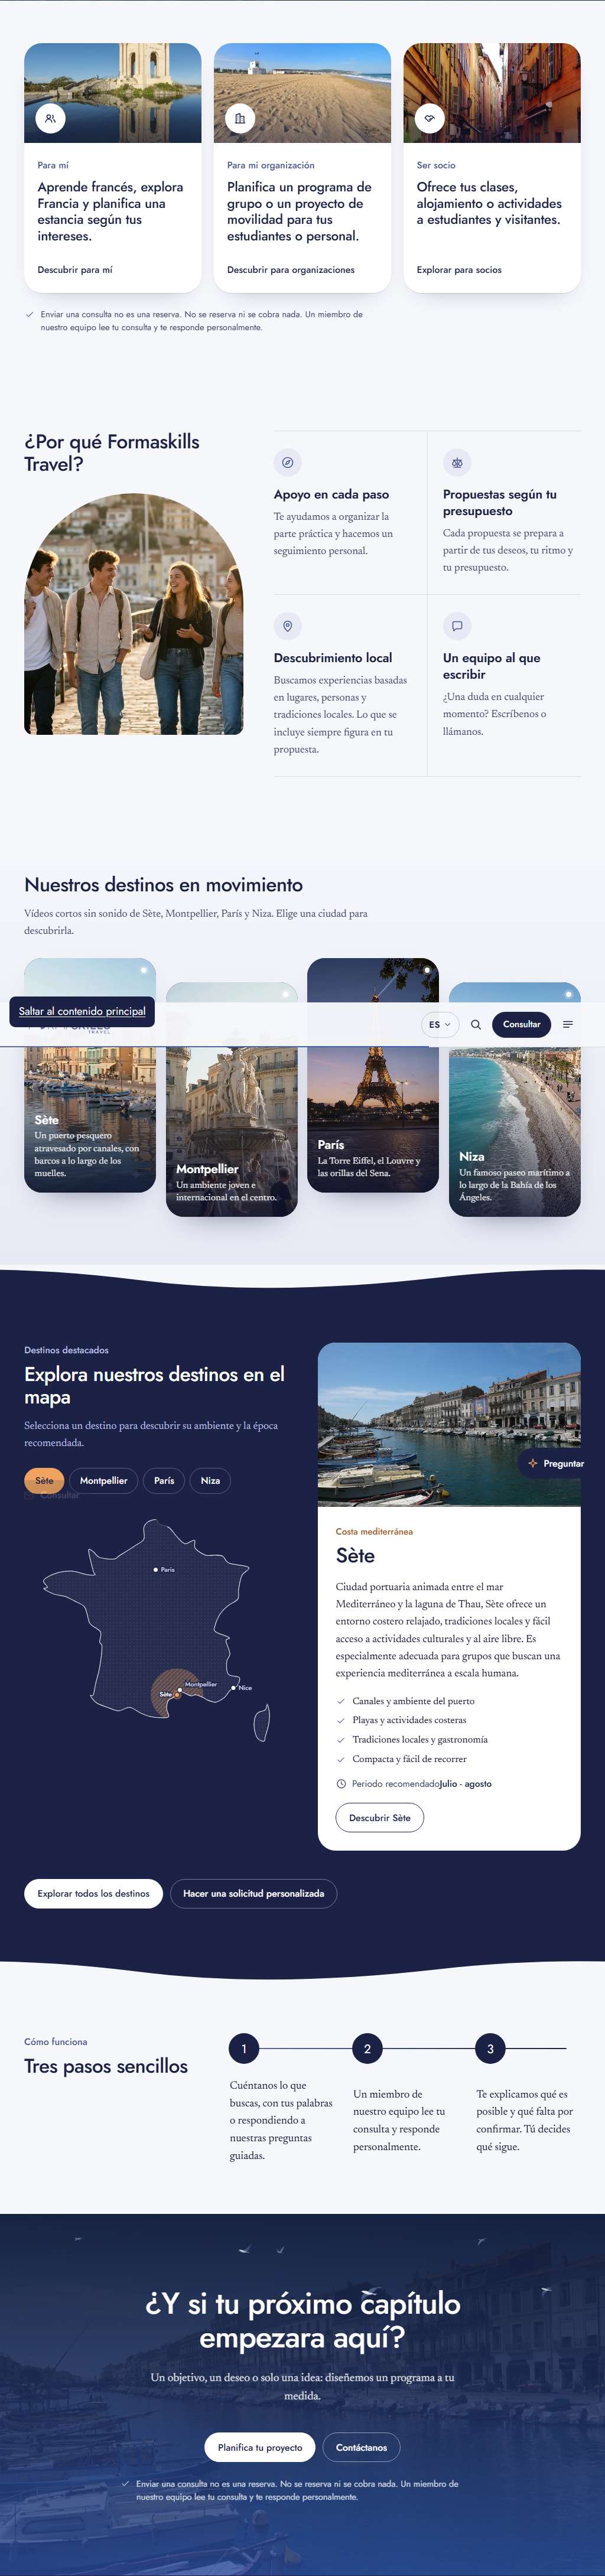 Para mí
Aprende francés, explora
Francia y planifica una
estancia según tus
intereses.
Descubrir para mí
Para mi organización
Planifica un programa de
grupo o un proyecto de
movilidad para tus
estudiantes o personal.
Descubrir para organizaciones
Ser socio
Ofrece tus clases,
alojamiento o actividades
a estudiantes y visitantes.
Explorar para socios
Enviar una consulta no es una reserva. No se reserva ni se cobra nada. Un miembro de
nuestro equipo lee tu consulta y te responde personalmente.
¿Por qué Formaskills
Travel?
Apoyo en cada paso
Te ayudamos a organizar la
parte práctica y hacemos un
seguimiento personal.
Propuestas según tu
presupuesto
Cada propuesta se prepara a
partir de tus deseos, tu ritmo y
tu presupuesto.
Descubrimiento local
Buscamos experiencias basadas
en lugares, personas y
tradiciones locales. Lo que se
incluye siempre figura en tu
propuesta.
Un equipo al que
escribir
¿Una duda en cualquier
momento? Escríbenos o
llámanos.
Nuestros destinos en movimiento
Vídeos cortos sin sonido de Sète, Montpellier, París y Niza. Elige una ciudad para
descubrirla.
Saltar al contenido principal
TRAVEL
ES
Consultar
Sète
Un puerto pesquero
atravesado por canales, con
barcos a lo largo de los
muelles.
Montpellier
Un ambiente joven e
internacional en el centro.
París
La Torre Eiffel, el Louvre y
las orillas del Sena.
Niza
Un famoso paseo marítimo a
lo largo de la Bahía de los
Ángeles.
Destinos destacados
Explora nuestros destinos en el
mapa
Selecciona un destino para descubrir su ambiente y la época
recomendada.
Sète
Montpellier
París
Niza
Consultar
Paris
Montpellier
Sète
Nice
Preguntar
Costa mediterránea
Sète
Ciudad portuaria animada entre el mar
Mediterráneo y la laguna de Thau, Sète ofrece un
entorno costero relajado, tradiciones locales y fácil
acceso a actividades culturales y al aire libre. Es
especialmente adecuada para grupos que buscan una
experiencia mediterránea a escala humana.
Canales y ambiente del puerto
Playas y actividades costeras
Tradiciones locales y gastronomía
Compacta y fácil de recorrer
Periodo recomendadoJulio - agosto
Descubrir Sète
Explorar todos los destinos
Hacer una solicitud personalizada
Cómo funciona
Tres pasos sencillos
1
Cuéntanos lo que
buscas, con tus palabras
o respondiendo a
nuestras preguntas
guiadas.
2
Un miembro de
nuestro equipo lee tu
consulta y responde
personalmente.
3
Te explicamos qué es
posible y qué falta por
confirmar. Tú decides
qué sigue.
¿Y si tu próximo capítulo
empezara aquí?
Un objetivo, un deseo o solo una idea: diseñemos un programa a tu
medida.
Planifica tu proyecto
Contáctanos
Enviar una consulta no es una reserva. No se reserva ni se cobra nada. Un miembro de
nuestro equipo lee tu consulta y te responde personalmente.